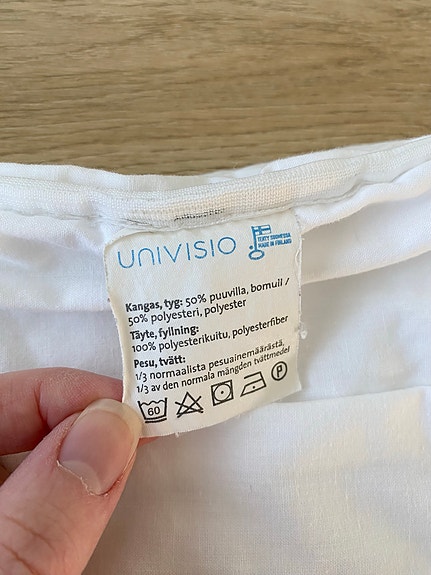 UNIVISIO
TEHTY SUOMESSA
MADE IN FINLAND
Kangas, tyg: 50% puuvilla, bomull /
50% polyesteri, polyester
Täyte, fyllning:
100% polyesterikuitu, polyesterfiber
Pesu, tvätt:
1/3 normaalista pesuainemäärästä,
1/3 av den normala mängden tvättmedel
60
P